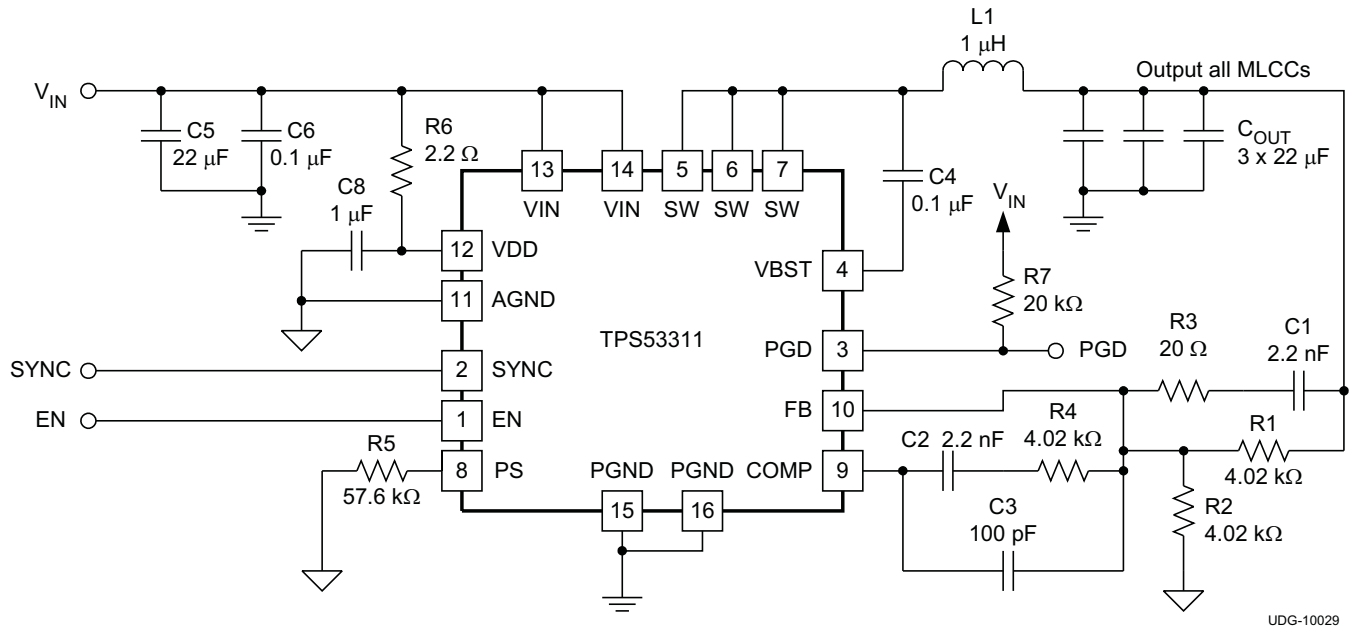 L1
1 μH
Output all MLCCs
V_IN
C5
22 μF
C6
0.1 μF
R6
2.2 Ω
C8
1 μF
13
VIN
14
VIN
5
SW
6
SW
7
SW
C4
0.1 μF
C_OUT
3 x 22 μF
V_IN
12
VDD
VBST
4
R7
20 kΩ
11
AGND
TPS53311
PGD
3
PGD
R3
20 Ω
C1
2.2 nF
SYNC
2
SYNC
FB
10
EN
1
EN
R4
4.02 kΩ
R1
4.02 kΩ
C2 2.2 nF
R5
57.6 kΩ
8
PS
PGND
15
PGND
16
COMP
9
C3
100 pF
R2
4.02 kΩ
UDG-10029